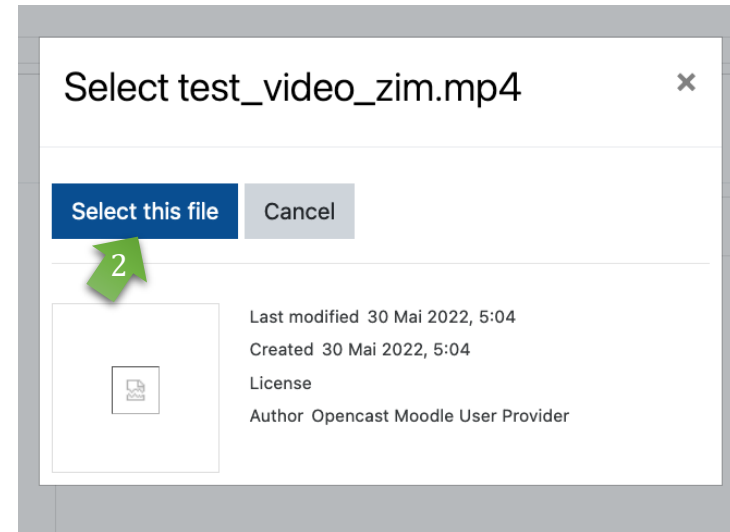 Select test_video_zim.mp4 ×
Select this file Cancel
2
Last modified 30 Mai 2022, 5:04
Created 30 Mai 2022, 5:04
License
Author Opencast Moodle User Provider